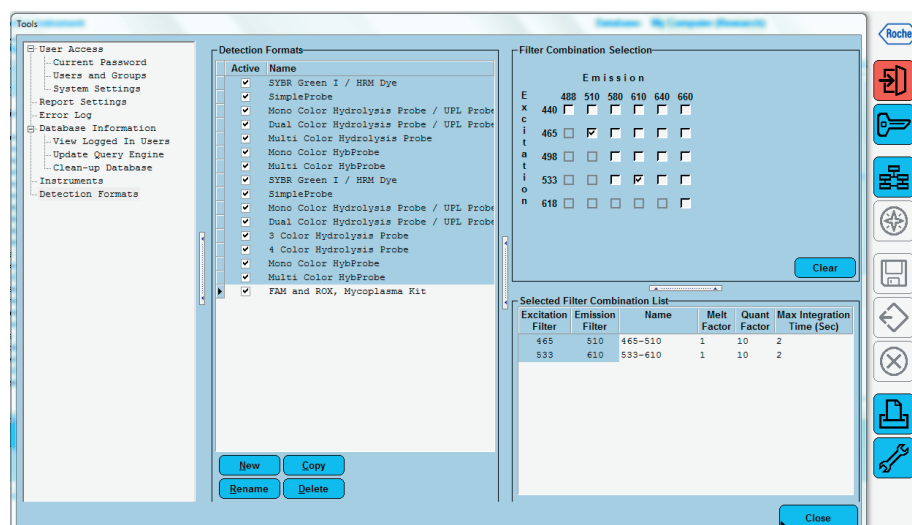 Tools
Database: My Computer (Research)
Roche
User Access
Current Password
Users and Groups
System Settings
Report Settings
Error Log
Database Information
View Logged In Users
Update Query Engine
Clean-up Database
Instruments
Detection Formats
Detection Formats
Active Name
SYBR Green I / HRM Dye
SimpleProbe
Mono Color Hydrolysis Probe / UPL Probe
Dual Color Hydrolysis Probe / UPL Probe
Multi Color Hydrolysis Probe
Mono Color HybProbe
Multi Color HybProbe
SYBR Green I / HRM Dye
SimpleProbe
Mono Color Hydrolysis Probe / UPL Probe
Dual Color Hydrolysis Probe / UPL Probe
3 Color Hydrolysis Probe
4 Color Hydrolysis Probe
Mono Color HybProbe
Multi Color HybProbe
FAM and ROX, Mycoplasma Kit
New Copy
Rename Delete
Filter Combination Selection
Emission
488 510 580 610 640 660
Excitation
440
465
498
533
618
Clear
Selected Filter Combination List
Excitation Filter Emission Filter Name Melt Factor Quant Factor Max Integration Time (Sec)
465 510 465-510 1 10 2
533 610 533-610 1 10 2
Close